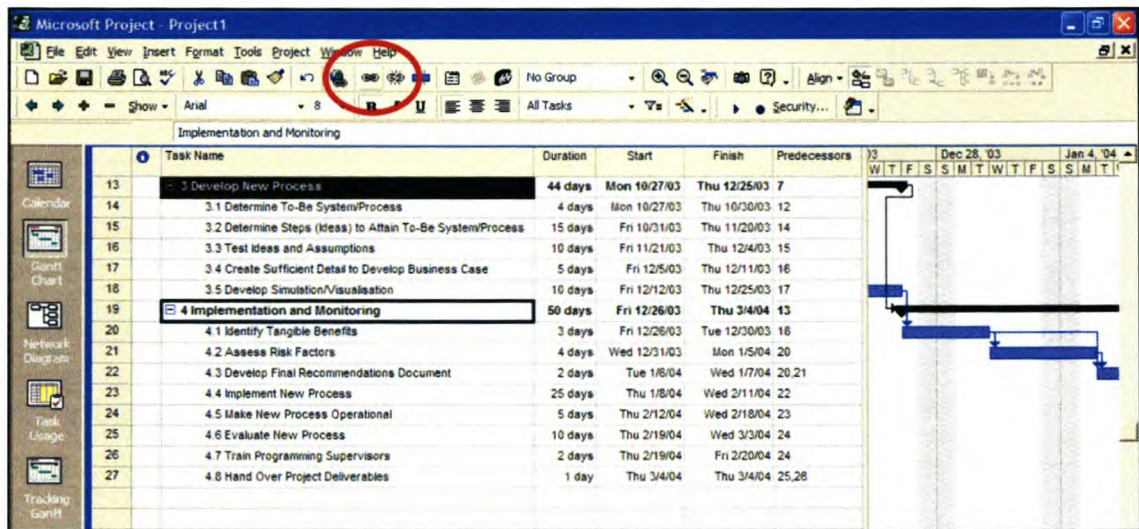 Microsoft Project - Project1
File Edit View Insert Format Tools Project Window Help
No Group Align
Show Arial 8 B U All Tasks Security...
Implementation and Monitoring
Task Name Duration Start Finish Predecessors Dec 28, '03 Jan 4, '04
W T F S S M T W T F S S M T
13 3 Develop New Process 44 days Mon 10/27/03 Thu 12/25/03 7
14 3.1 Determine To-Be System/Process 4 days Mon 10/27/03 Thu 10/30/03 12
15 3.2 Determine Steps (Ideas) to Attain To-Be System/Process 15 days Fri 10/31/03 Thu 11/20/03 14
16 3.3 Test Ideas and Assumptions 10 days Fri 11/21/03 Thu 12/4/03 15
17 3.4 Create Sufficient Detail to Develop Business Case 5 days Fri 12/5/03 Thu 12/11/03 16
18 3.5 Develop Simulation/Visualisation 10 days Fri 12/12/03 Thu 12/25/03 17
19 4 Implementation and Monitoring 50 days Fri 12/26/03 Thu 3/4/04 13
20 4.1 Identify Tangible Benefits 3 days Fri 12/26/03 Tue 12/30/03 18
21 4.2 Assess Risk Factors 4 days Wed 12/31/03 Mon 1/5/04 20
22 4.3 Develop Final Recommendations Document 2 days Tue 1/6/04 Wed 1/7/04 20,21
23 4.4 Implement New Process 25 days Thu 1/8/04 Wed 2/11/04 22
24 4.5 Make New Process Operational 5 days Thu 2/12/04 Wed 2/18/04 23
25 4.6 Evaluate New Process 10 days Thu 2/19/04 Wed 3/3/04 24
26 4.7 Train Programming Supervisors 2 days Thu 2/19/04 Fri 2/20/04 24
27 4.8 Hand Over Project Deliverables 1 day Thu 3/4/04 Thu 3/4/04 25,26
Calendar
Gantt
Chart
Network
Diagram
Task
Usage
Tracking
Gantt